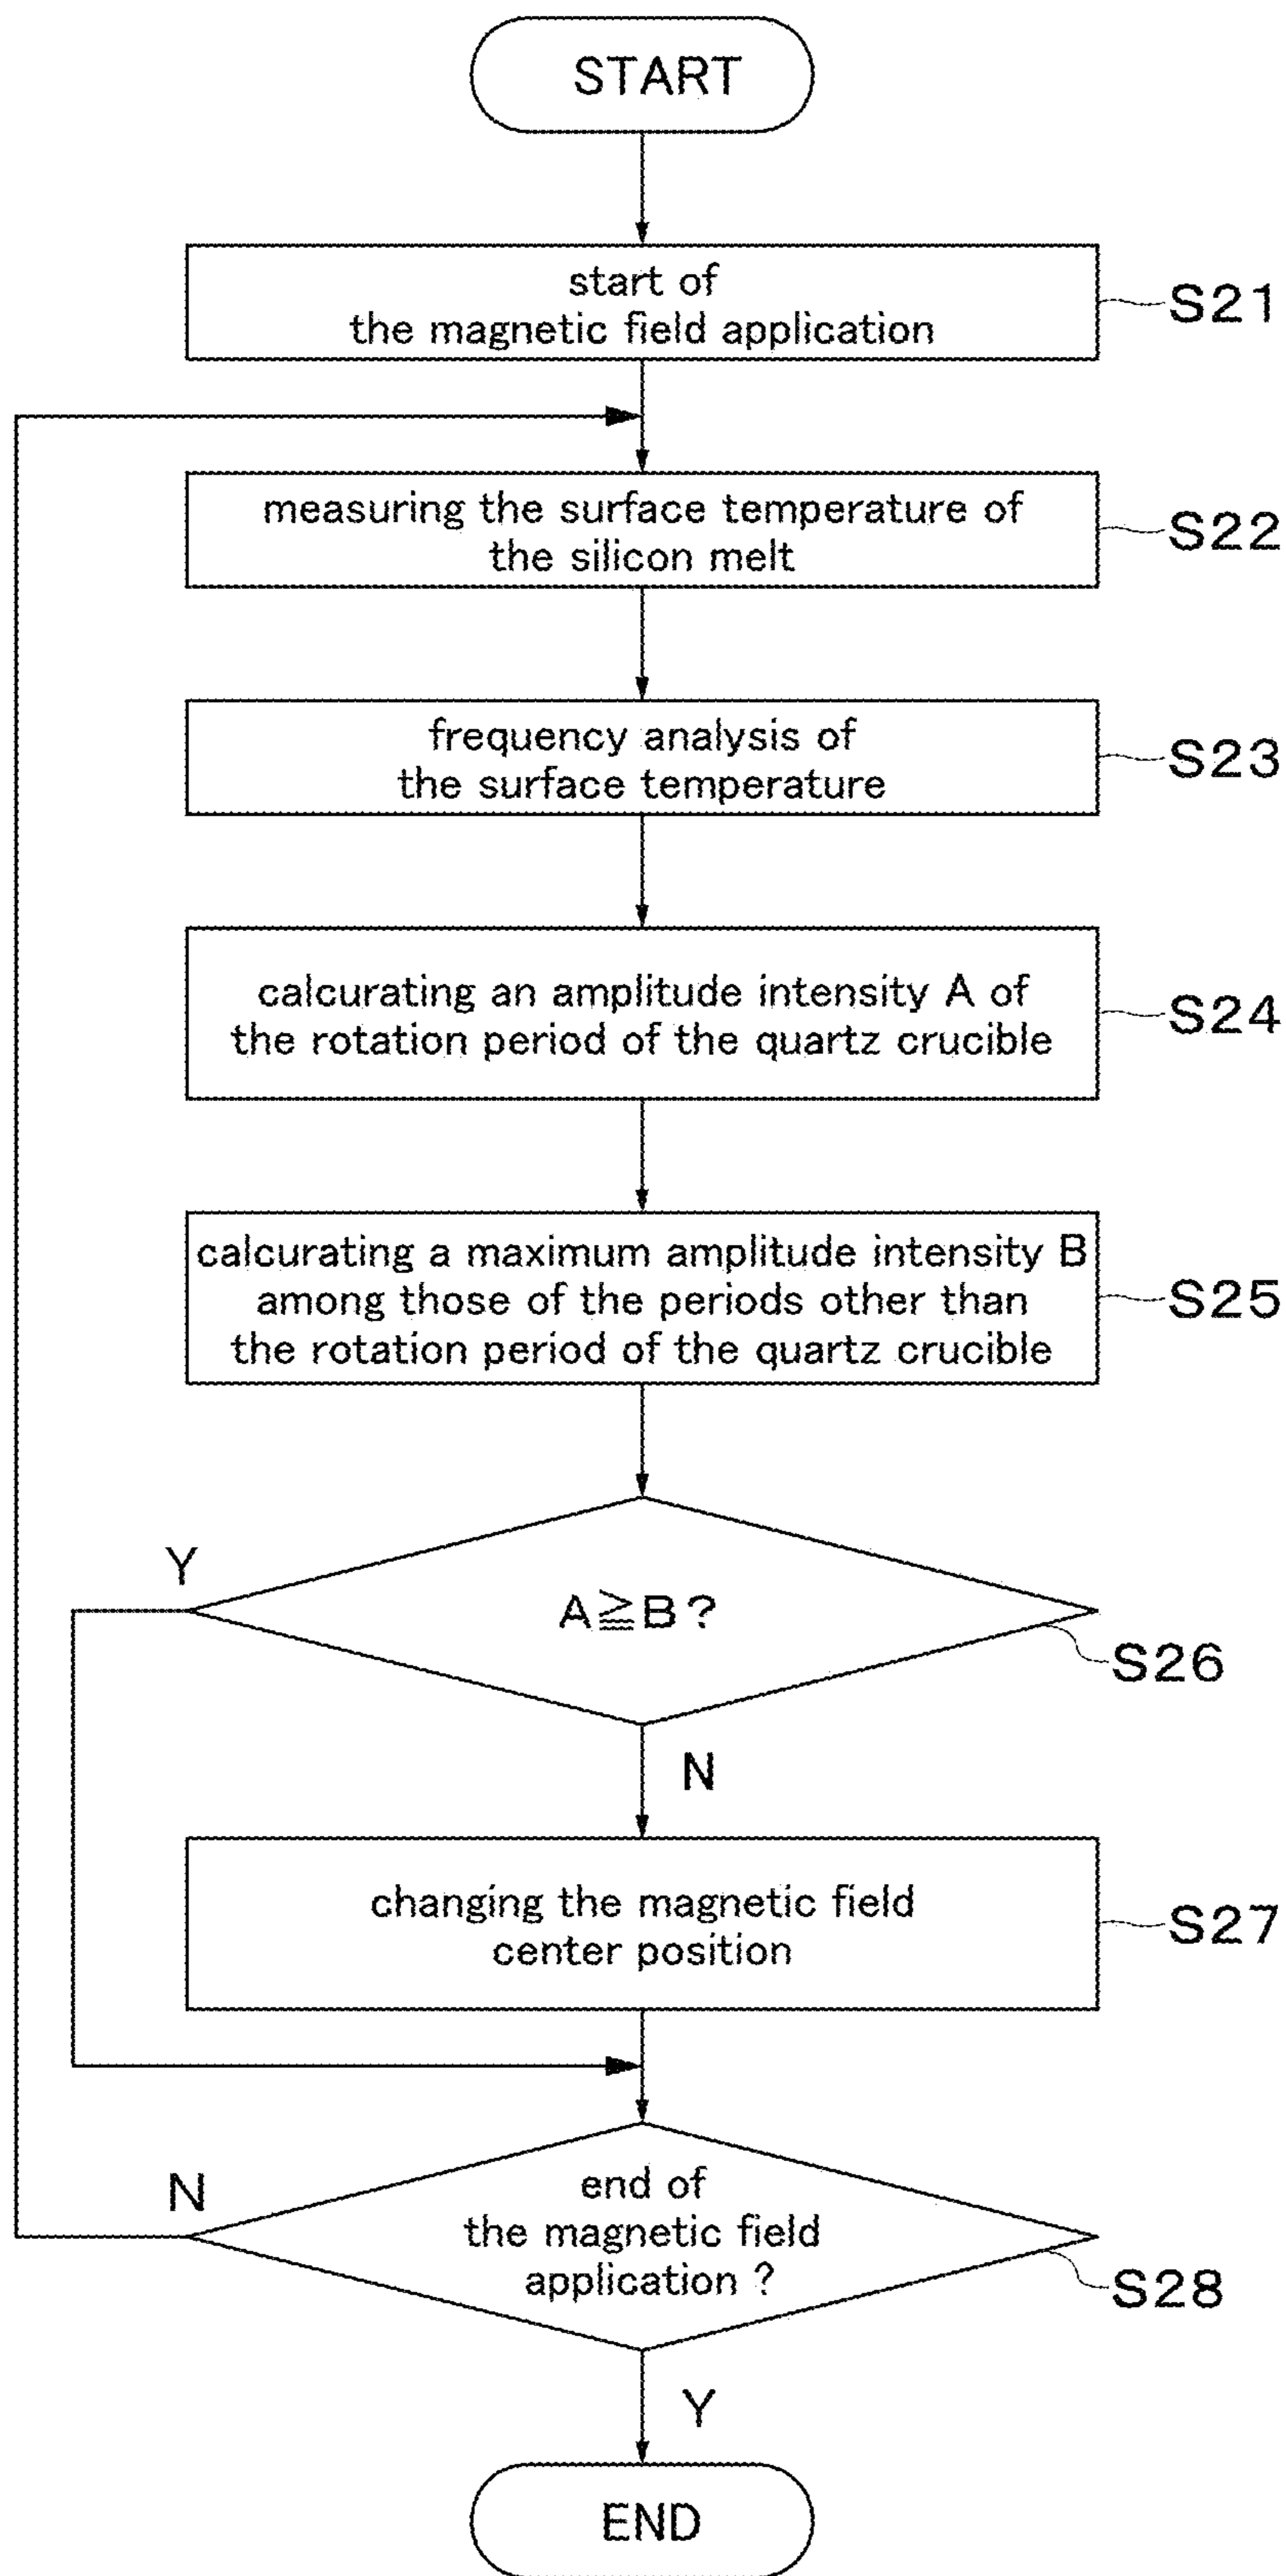 START
start of
the magnetic field application
S21
measuring the surface temperature of
the silicon melt
S22
frequency analysis of
the surface temperature
S23
calcurating an amplitude intensity A of
the rotation period of the quartz crucible
S24
calcurating a maximum amplitude intensity B
among those of the periods other than
the rotation period of the quartz crucible
S25
Y
A≧B?
S26
N
changing the magnetic field
center position
S27
N
end of
the magnetic field
application ?
S28
Y
END